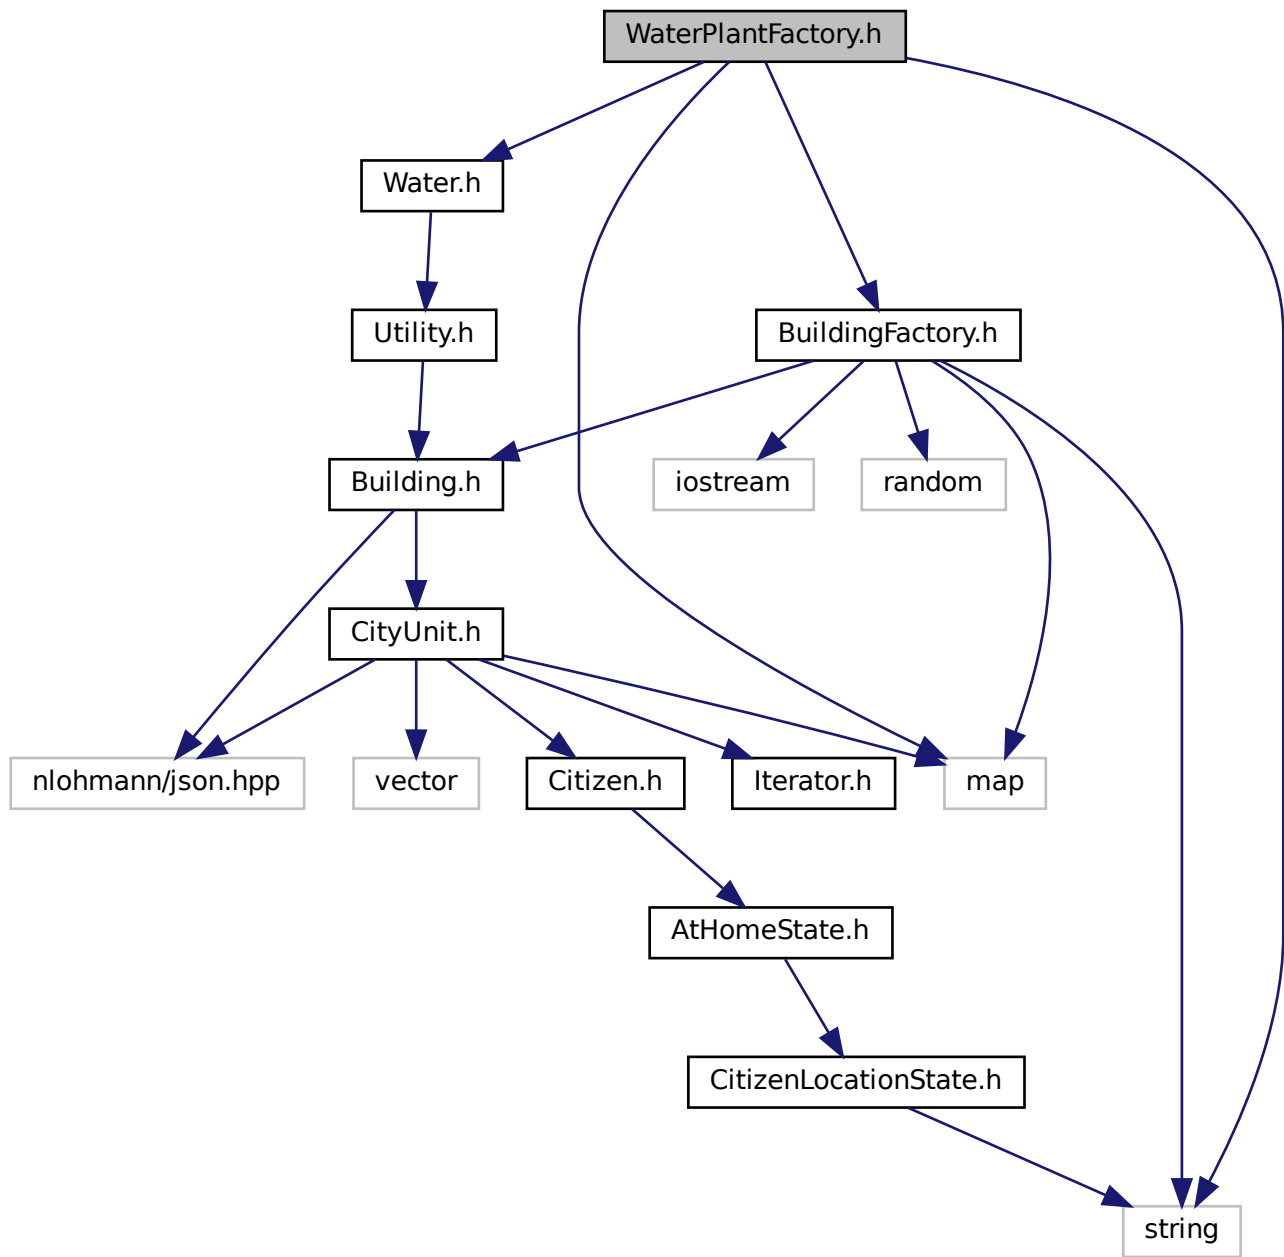 WaterPlantFactory.h
Water.h
Utility.h
BuildingFactory.h
Building.h
iostream
random
CityUnit.h
nlohmann/json.hpp
vector
Citizen.h
Iterator.h
map
AtHomeState.h
CitizenLocationState.h
string